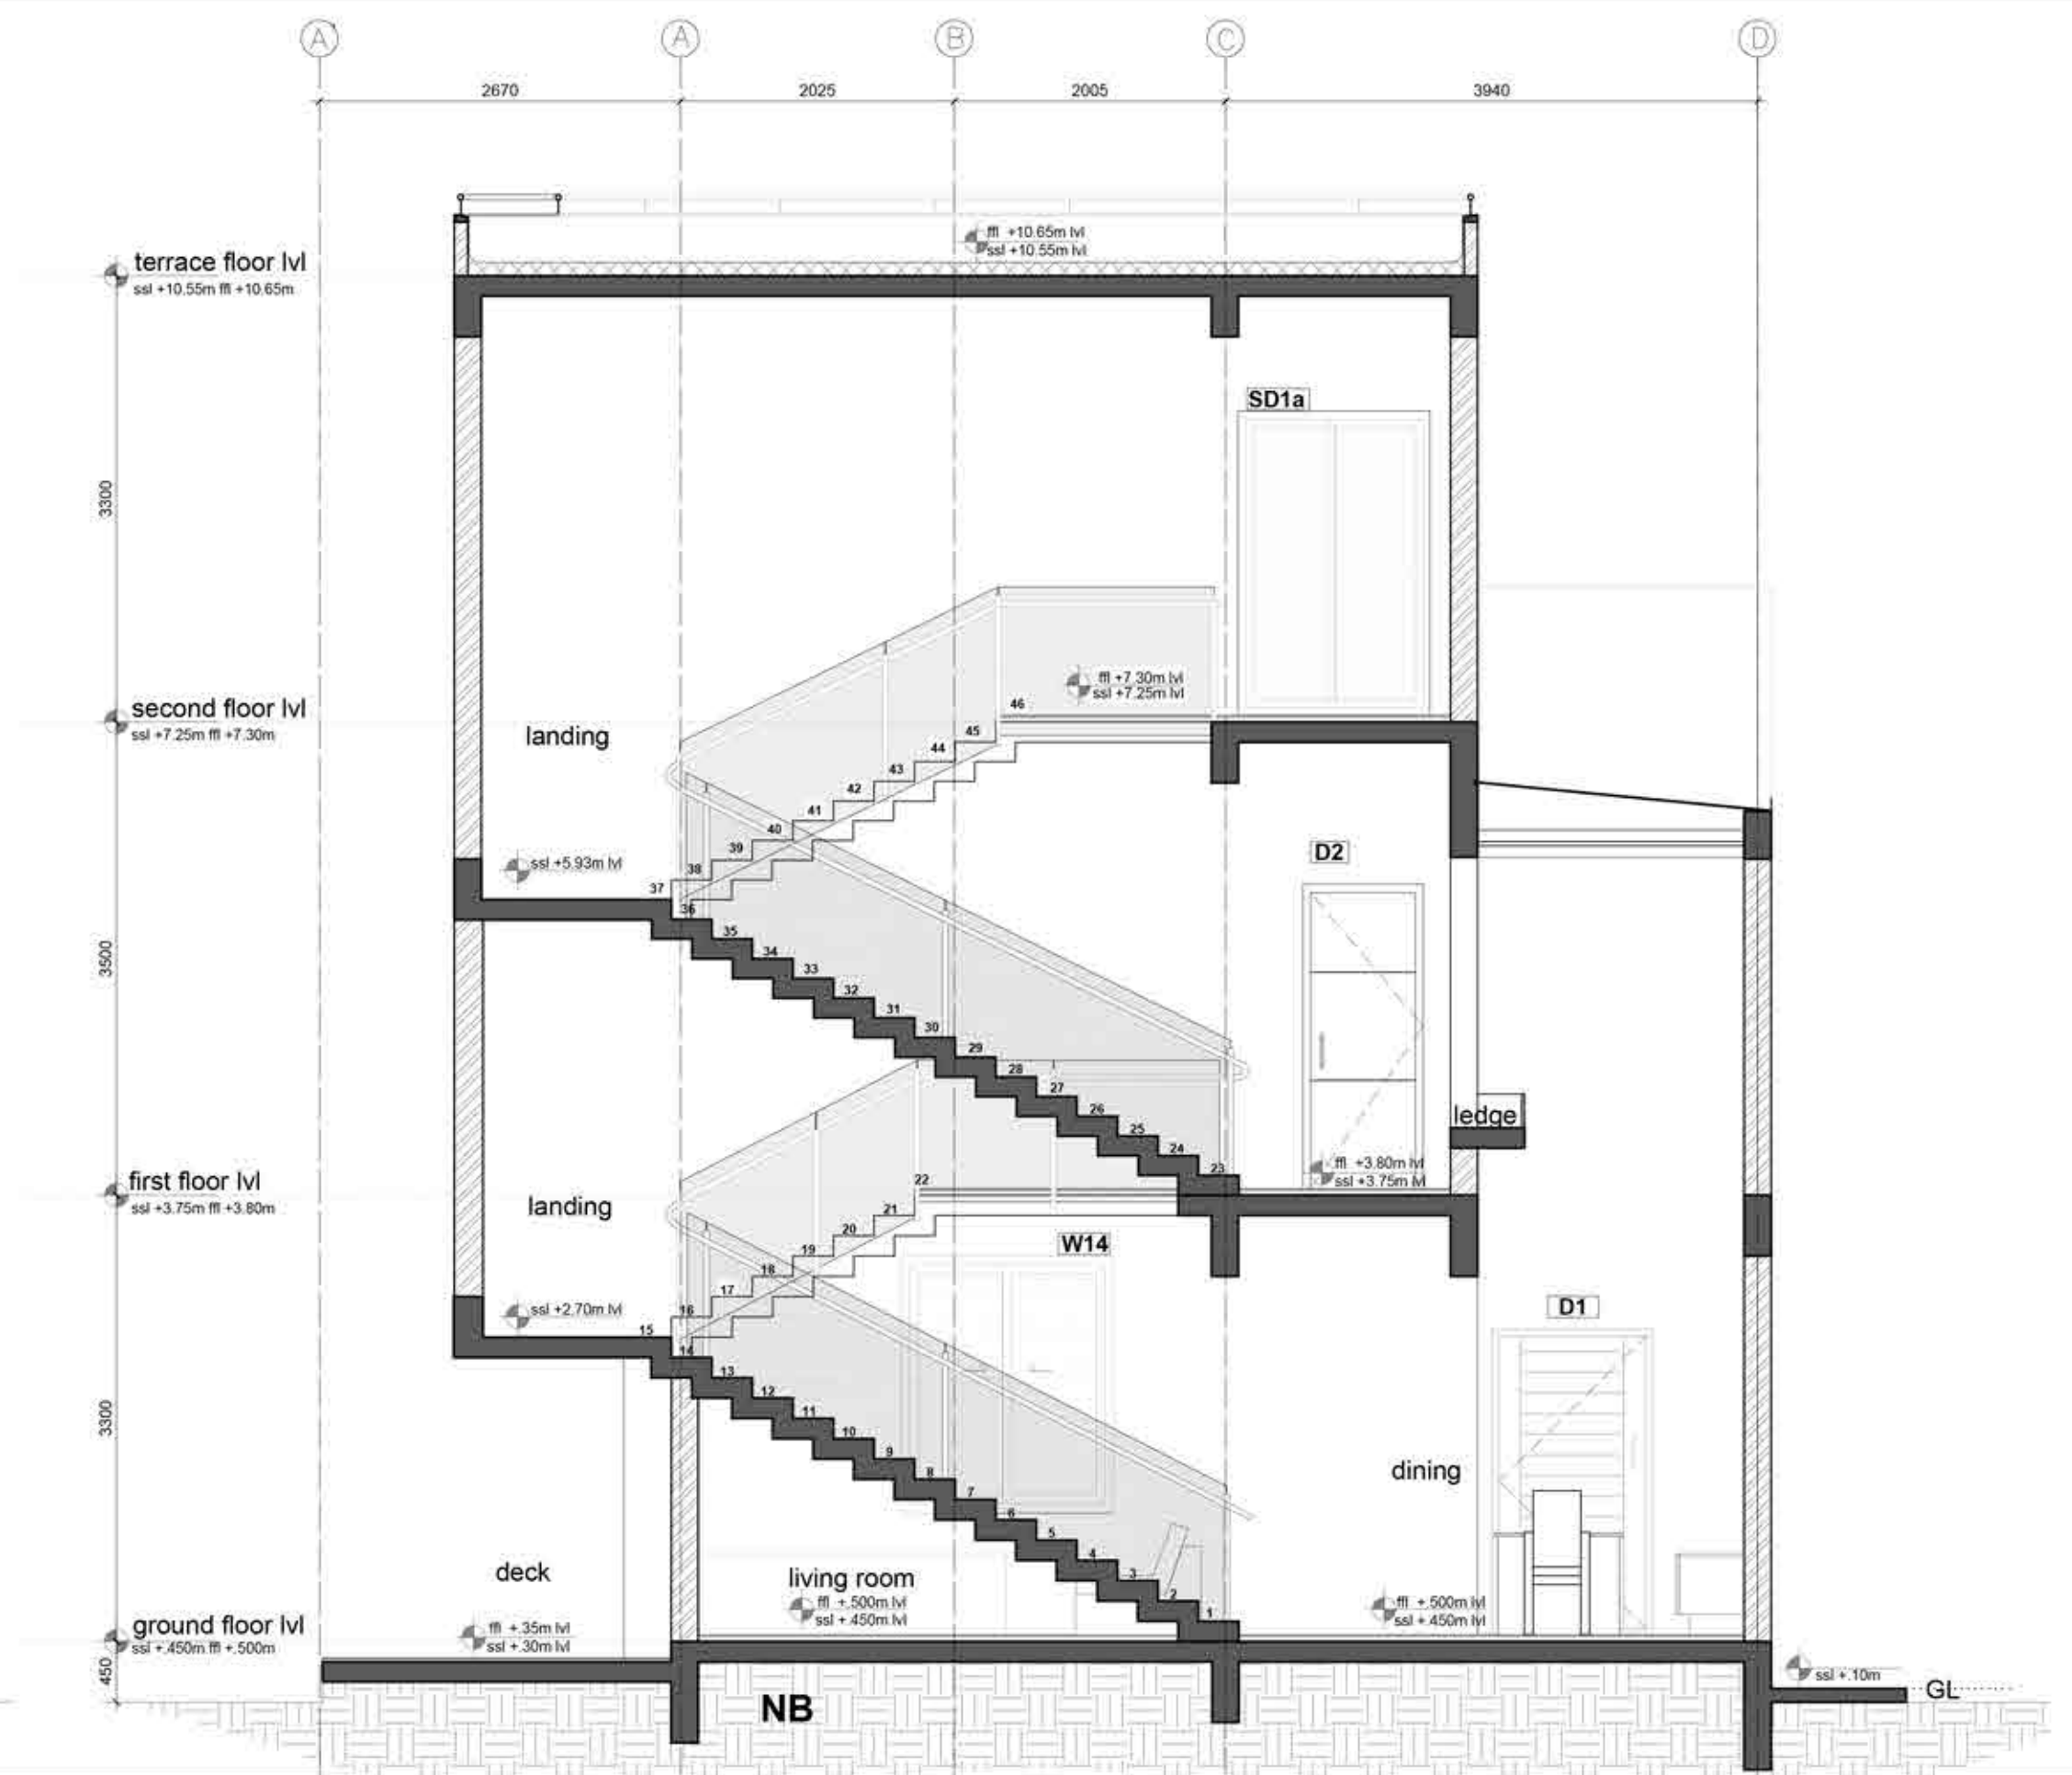 A A B C D
2670 2025 2005 3940
ffl +10.65m lvl
ssl +10.55m lvl
terrace floor lvl
ssl +10.55m ffl +10.65m
SD1a
3300
ffl +7.30m lvl
ssl +7.25m lvl
second floor lvl
ssl +7.25m ffl +7.30m
landing
46
45
44
43
42
41
40
39
38
37
36
ssl +5.93m lvl
D2
35
34
33
32
31
30
29
28
27
26
25
24
23
3500
ledge
ffl +3.80m lvl
ssl +3.75m lvl
first floor lvl
ssl +3.75m ffl +3.80m
landing
22
21
20
19
18
17
16
15
14
W14
ssl +2.70m lvl
D1
13
12
11
10
9
8
7
6
5
4
3
2
1
3300
dining
deck
living room
ffl +.500m lvl
ssl +.450m lvl
ffl +.500m lvl
ssl +.450m lvl
ground floor lvl
ssl +.450m ffl +.500m
ffl +.35m lvl
ssl +.30m lvl
450
ssl +.10m
GL
NB